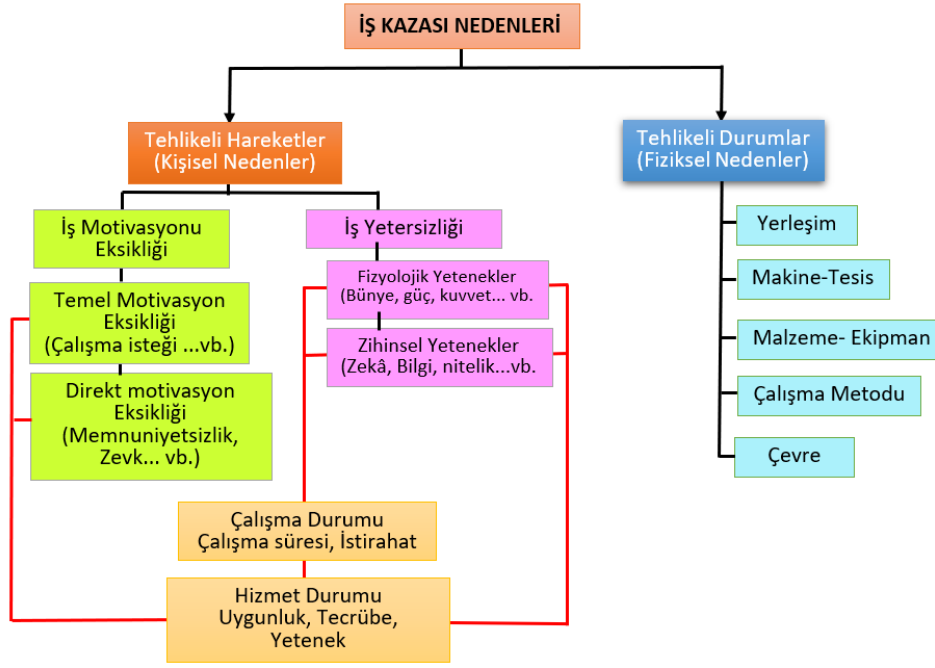 İŞ KAZASI NEDENLERİ
Tehlikeli Hareketler
(Kişisel Nedenler)
Tehlikeli Durumlar
(Fiziksel Nedenler)
İş Motivasyonu
Eksikliği
İş Yetersizliği
Temel Motivasyon
Eksikliği
(Çalışma isteği ...vb.)
Direkt motivasyon
Eksikliği
(Memnuniyetsizlik,
Zevk... vb.)
Fizyolojik Yetenekler
(Bünye, güç, kuvvet... vb.
Zihinsel Yetenekler
(Zekâ, Bilgi, nitelik...vb.
Çalışma Durumu
Çalışma süresi, İstirahat
Hizmet Durumu
Uygunluk, Tecrübe,
Yetenek
Yerleşim
Makine-Tesis
Malzeme- Ekipman
Çalışma Metodu
Çevre